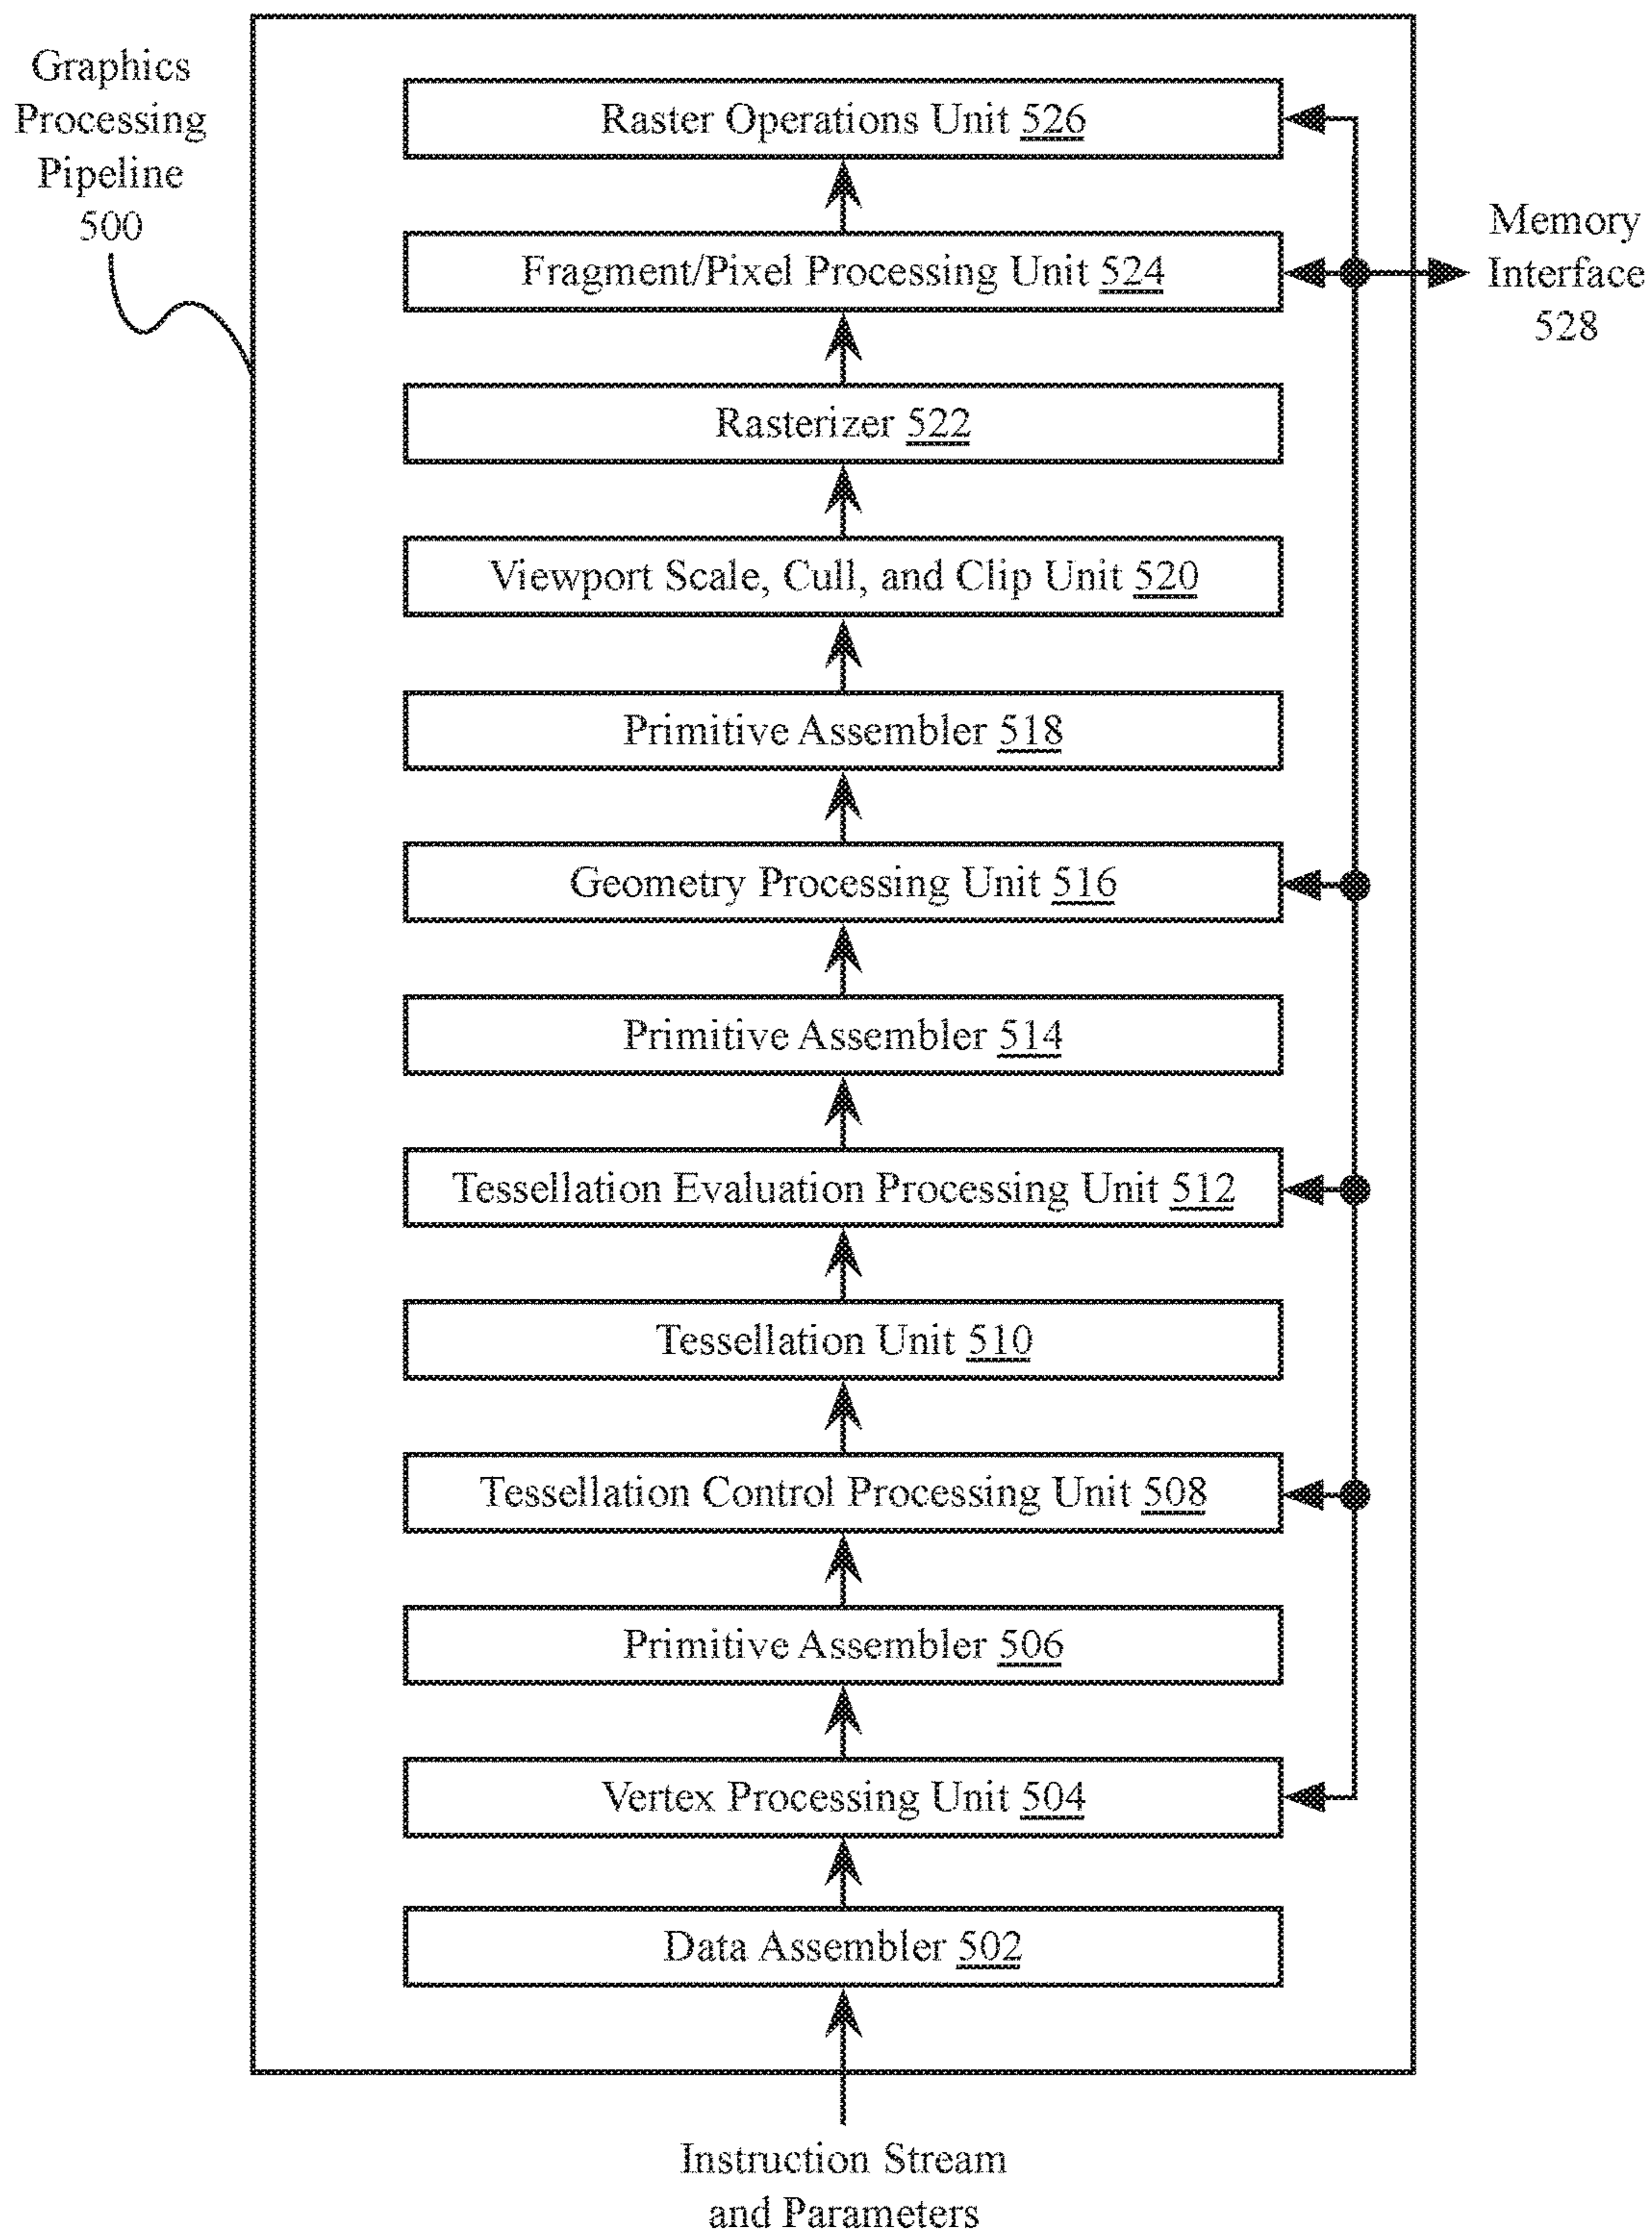 Graphics
Processing
Pipeline
500
Raster Operations Unit 526
Fragment/Pixel Processing Unit 524
Memory
Interface
528
Rasterizer 522
Viewport Scale, Cull, and Clip Unit 520
Primitive Assembler 518
Geometry Processing Unit 516
Primitive Assembler 514
Tessellation Evaluation Processing Unit 512
Tessellation Unit 510
Tessellation Control Processing Unit 508
Primitive Assembler 506
Vertex Processing Unit 504
Data Assembler 502
Instruction Stream
and Parameters